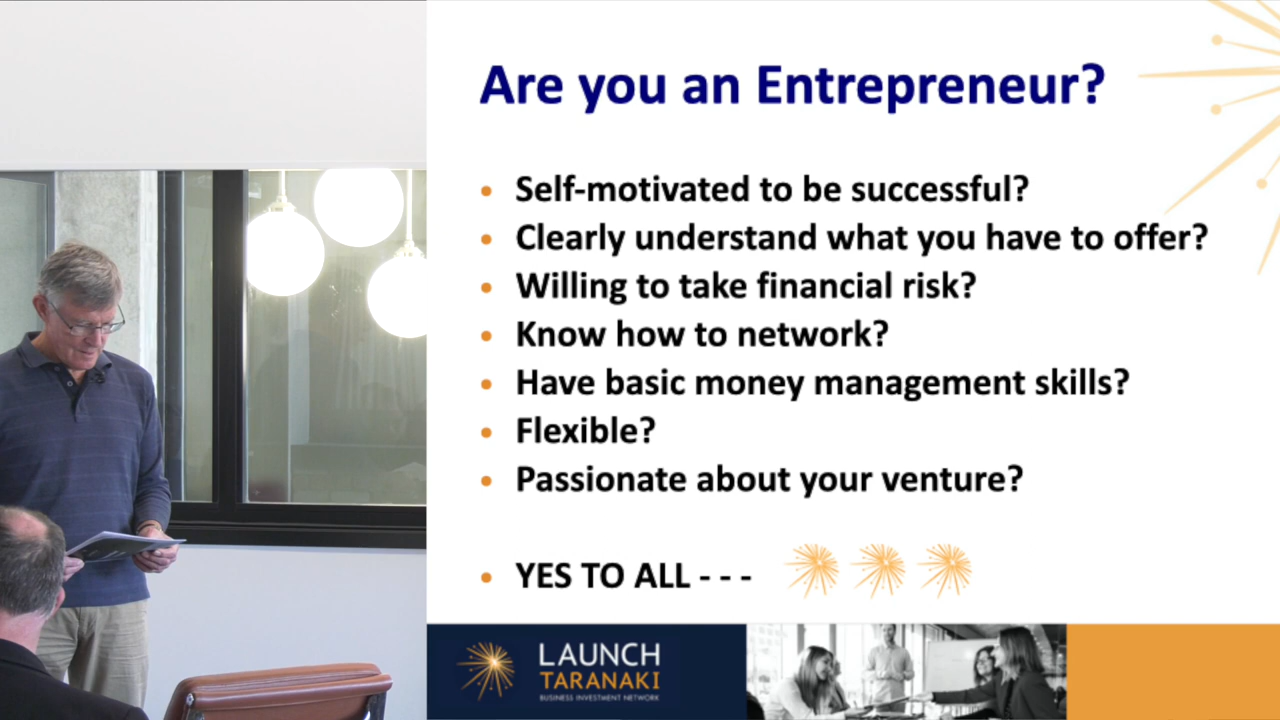 Are you an Entrepreneur?
• Self-motivated to be successful?
• Clearly understand what you have to offer?
• Willing to take financial risk?
• Know how to network?
• Have basic money management skills?
• Flexible?
• Passionate about your venture?
• YES TO ALL - - -
LAUNCH
TARANAKI
BUSINESS INVESTMENT NETWORK